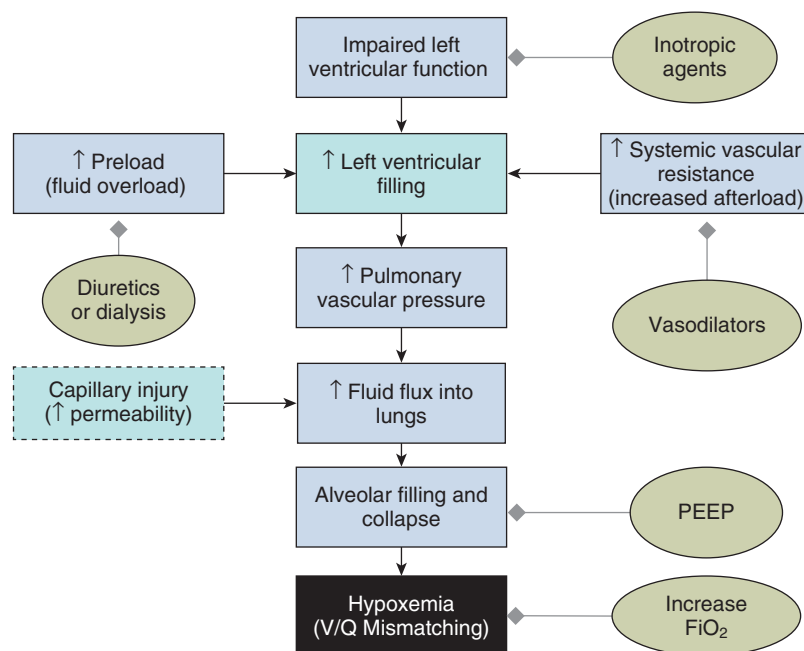 Impaired left
ventricular function
Inotropic
agents
↑ Preload
(fluid overload)
↑ Left ventricular
filling
↑ Systemic vascular
resistance
(increased afterload)
Diuretics
or dialysis
↑ Pulmonary
vascular pressure
Vasodilators
Capillary injury
(↑ permeability)
↑ Fluid flux into
lungs
Alveolar filling and
collapse
PEEP
Hypoxemia
(V/Q Mismatching)
Increase
FiO₂